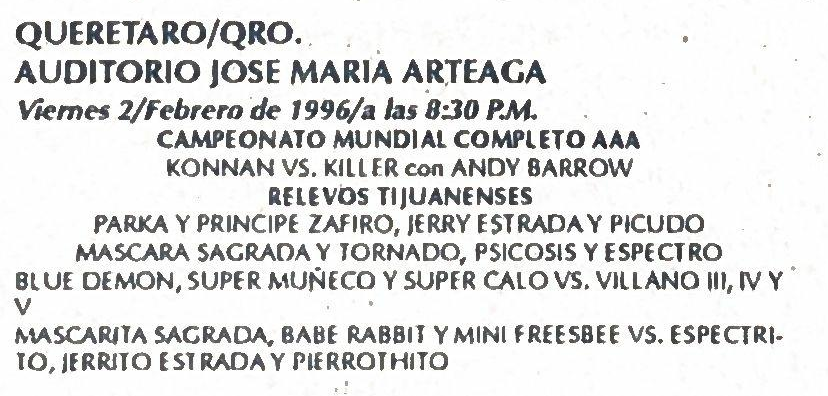 QUERETARO/QRO.
AUDITORIO JOSE MARIA ARTEAGA
Viernes 2/Febrero de 1996/a las 8:30 P.M.
CAMPEONATO MUNDIAL COMPLETO AAA
KONNAN VS. KILLER con ANDY BARROW
RELEVOS TIJUANENSES
PARKA Y PRINCIPE ZAFIRO, JERRY ESTRADA Y PICUDO
MASCARA SAGRADA Y TORNADO, PSICOSIS Y ESPECTRO
BLUE DEMON, SUPER MUÑECO Y SUPER CALO VS. VILLANO III, IV Y
V
MASCARITA SAGRADA, BABE RABBIT Y MINI FREESBEE VS. ESPECTRI-
TO, JERRITO ESTRADA Y PIERROTHITO